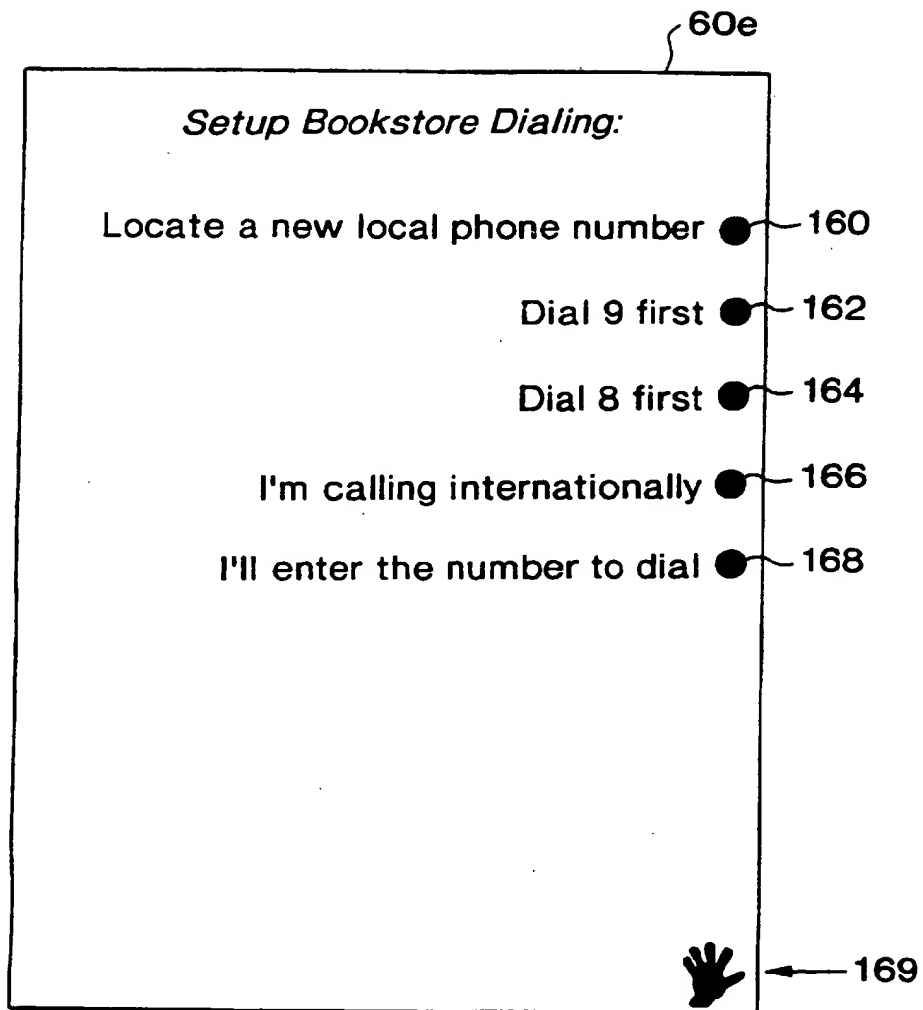 60e
Setup Bookstore Dialing:
Locate a new local phone number 160
Dial 9 first 162
Dial 8 first 164
I'm calling internationally 166
I'll enter the number to dial 168
169